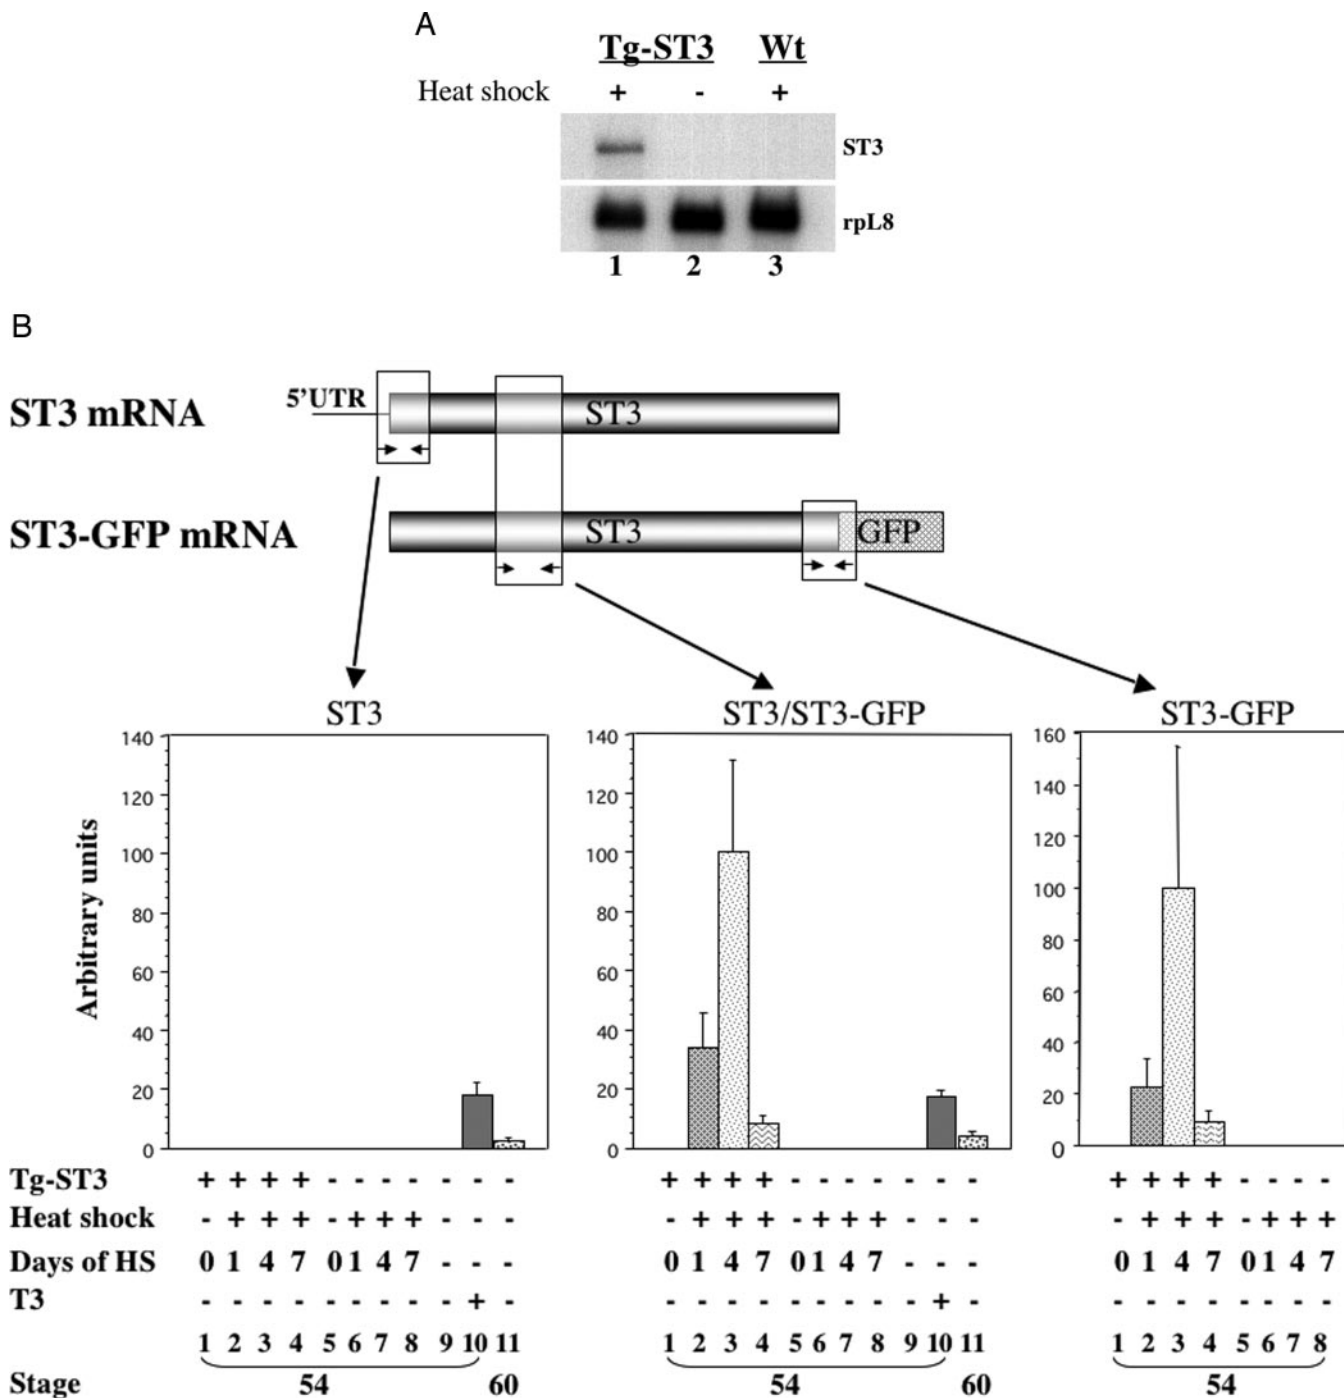 A
Tg-ST3 Wt
Heat shock + - +
ST3
rpL8
1 2 3
B
ST3 mRNA 5'UTR ST3
ST3-GFP mRNA ST3 GFP
ST3 ST3/ST3-GFP ST3-GFP
Arbitrary units
140 140 160
120 120 140
100 100 120
80 80 100
60 60 80
40 40 60
20 20 40
0 0 20
0
Tg-ST3 + + + + - - - - - - - + + + + - - - - - - - + + + + - - - -
Heat shock - + + + - + + + - - - - + + + - + + + - - - - + + + - + + +
Days of HS 0 1 4 7 0 1 4 7 - - - 0 1 4 7 0 1 4 7 - - - 0 1 4 7 0 1 4 7
T3 - - - - - - - - - + - - - - - - - - - - + - - - - - - - - -
1 2 3 4 5 6 7 8 9 10 11 1 2 3 4 5 6 7 8 9 10 11 1 2 3 4 5 6 7 8
Stage 54 60 54 60 54